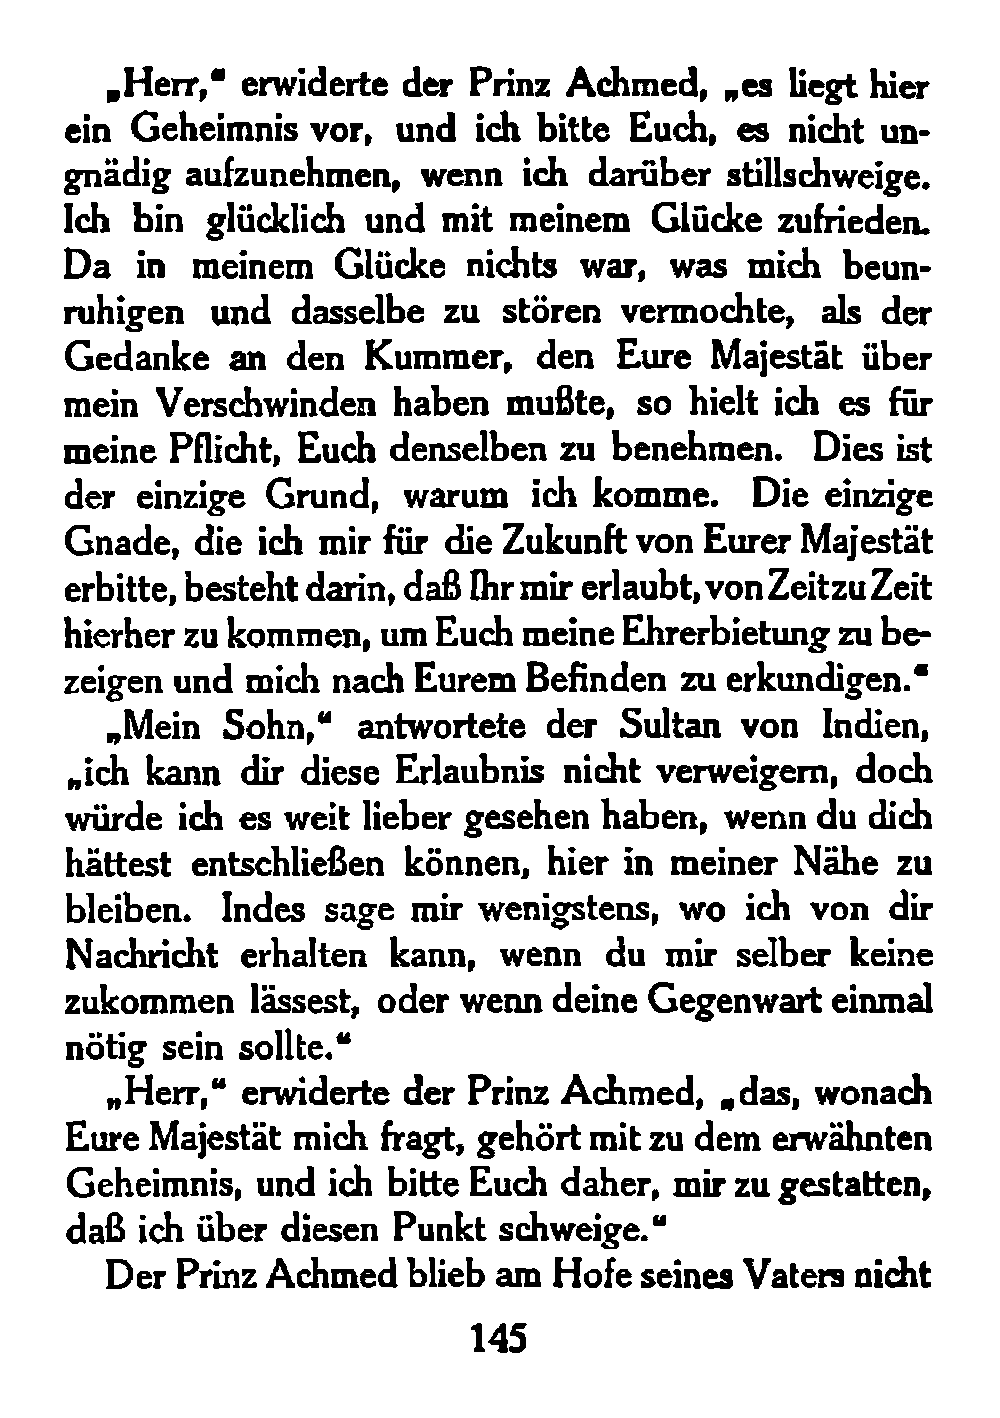 „Herr,“ erwiderte der Prinz Achmed, „es liegt hier
ein Geheimnis vor, und ich bitte Euch, es nicht un-
gnädig aufzunehmen, wenn ich darüber stillschweige.
Ich bin glücklich und mit meinem Glücke zufrieden.
Da in meinem Glücke nichts war, was mich beun-
ruhigen und dasselbe zu stören vermochte, als der
Gedanke an den Kummer, den Eure Majestät über
mein Verschwinden haben mußte, so hielt ich es für
meine Pflicht, Euch denselben zu benehmen. Dies ist
der einzige Grund, warum ich komme. Die einzige
Gnade, die ich mir für die Zukunft von Eurer Majestät
erbitte, besteht darin, daß Ihr mir erlaubt, von Zeit zu Zeit
hierher zu kommen, um Euch meine Ehrerbietung zu be-
zeigen und mich nach Eurem Befinden zu erkundigen.“
„Mein Sohn,“ antwortete der Sultan von Indien,
„ich kann dir diese Erlaubnis nicht verweigern, doch
würde ich es weit lieber gesehen haben, wenn du dich
hättest entschließen können, hier in meiner Nähe zu
bleiben. Indes sage mir wenigstens, wo ich von dir
Nachricht erhalten kann, wenn du mir selber keine
zukommen lässest, oder wenn deine Gegenwart einmal
nötig sein sollte.“
„Herr,“ erwiderte der Prinz Achmed, „das, wonach
Eure Majestät mich fragt, gehört mit zu dem erwähnten
Geheimnis, und ich bitte Euch daher, mir zu gestatten,
daß ich über diesen Punkt schweige.“
Der Prinz Achmed blieb am Hofe seines Vaters nicht
145